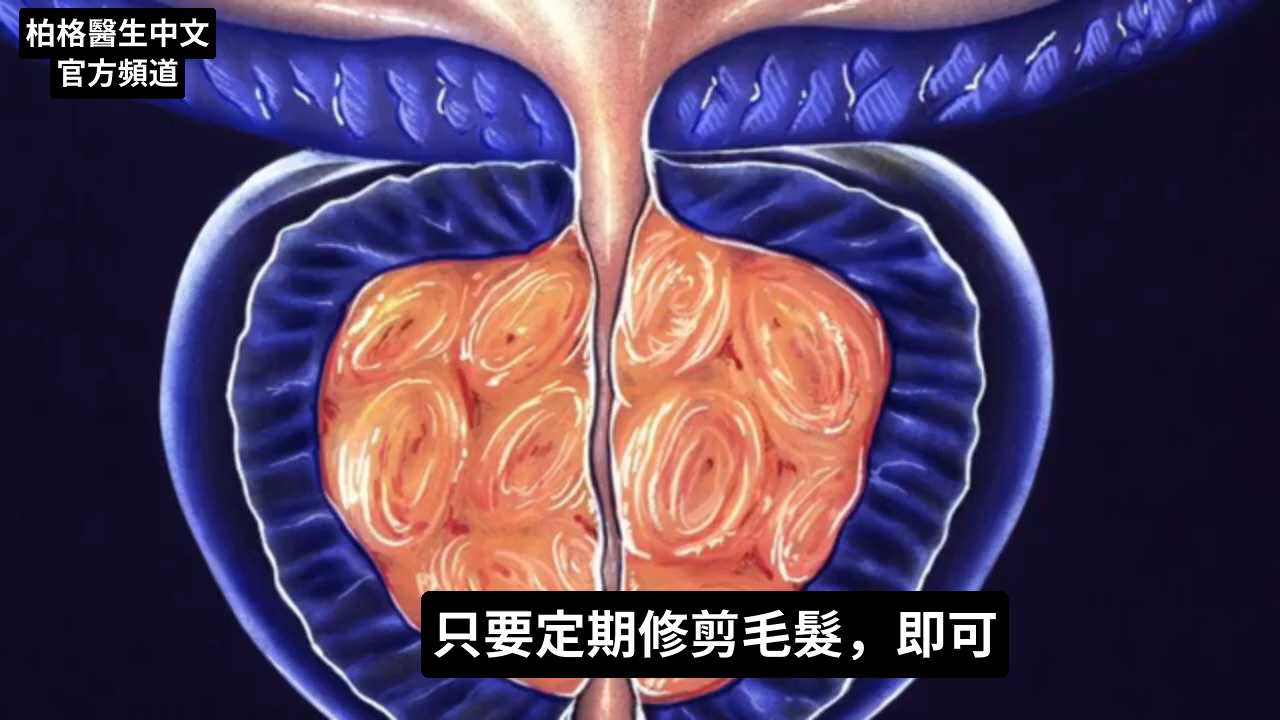 柏格醫生中文
官方頻道
只要定期修剪毛髮，即可